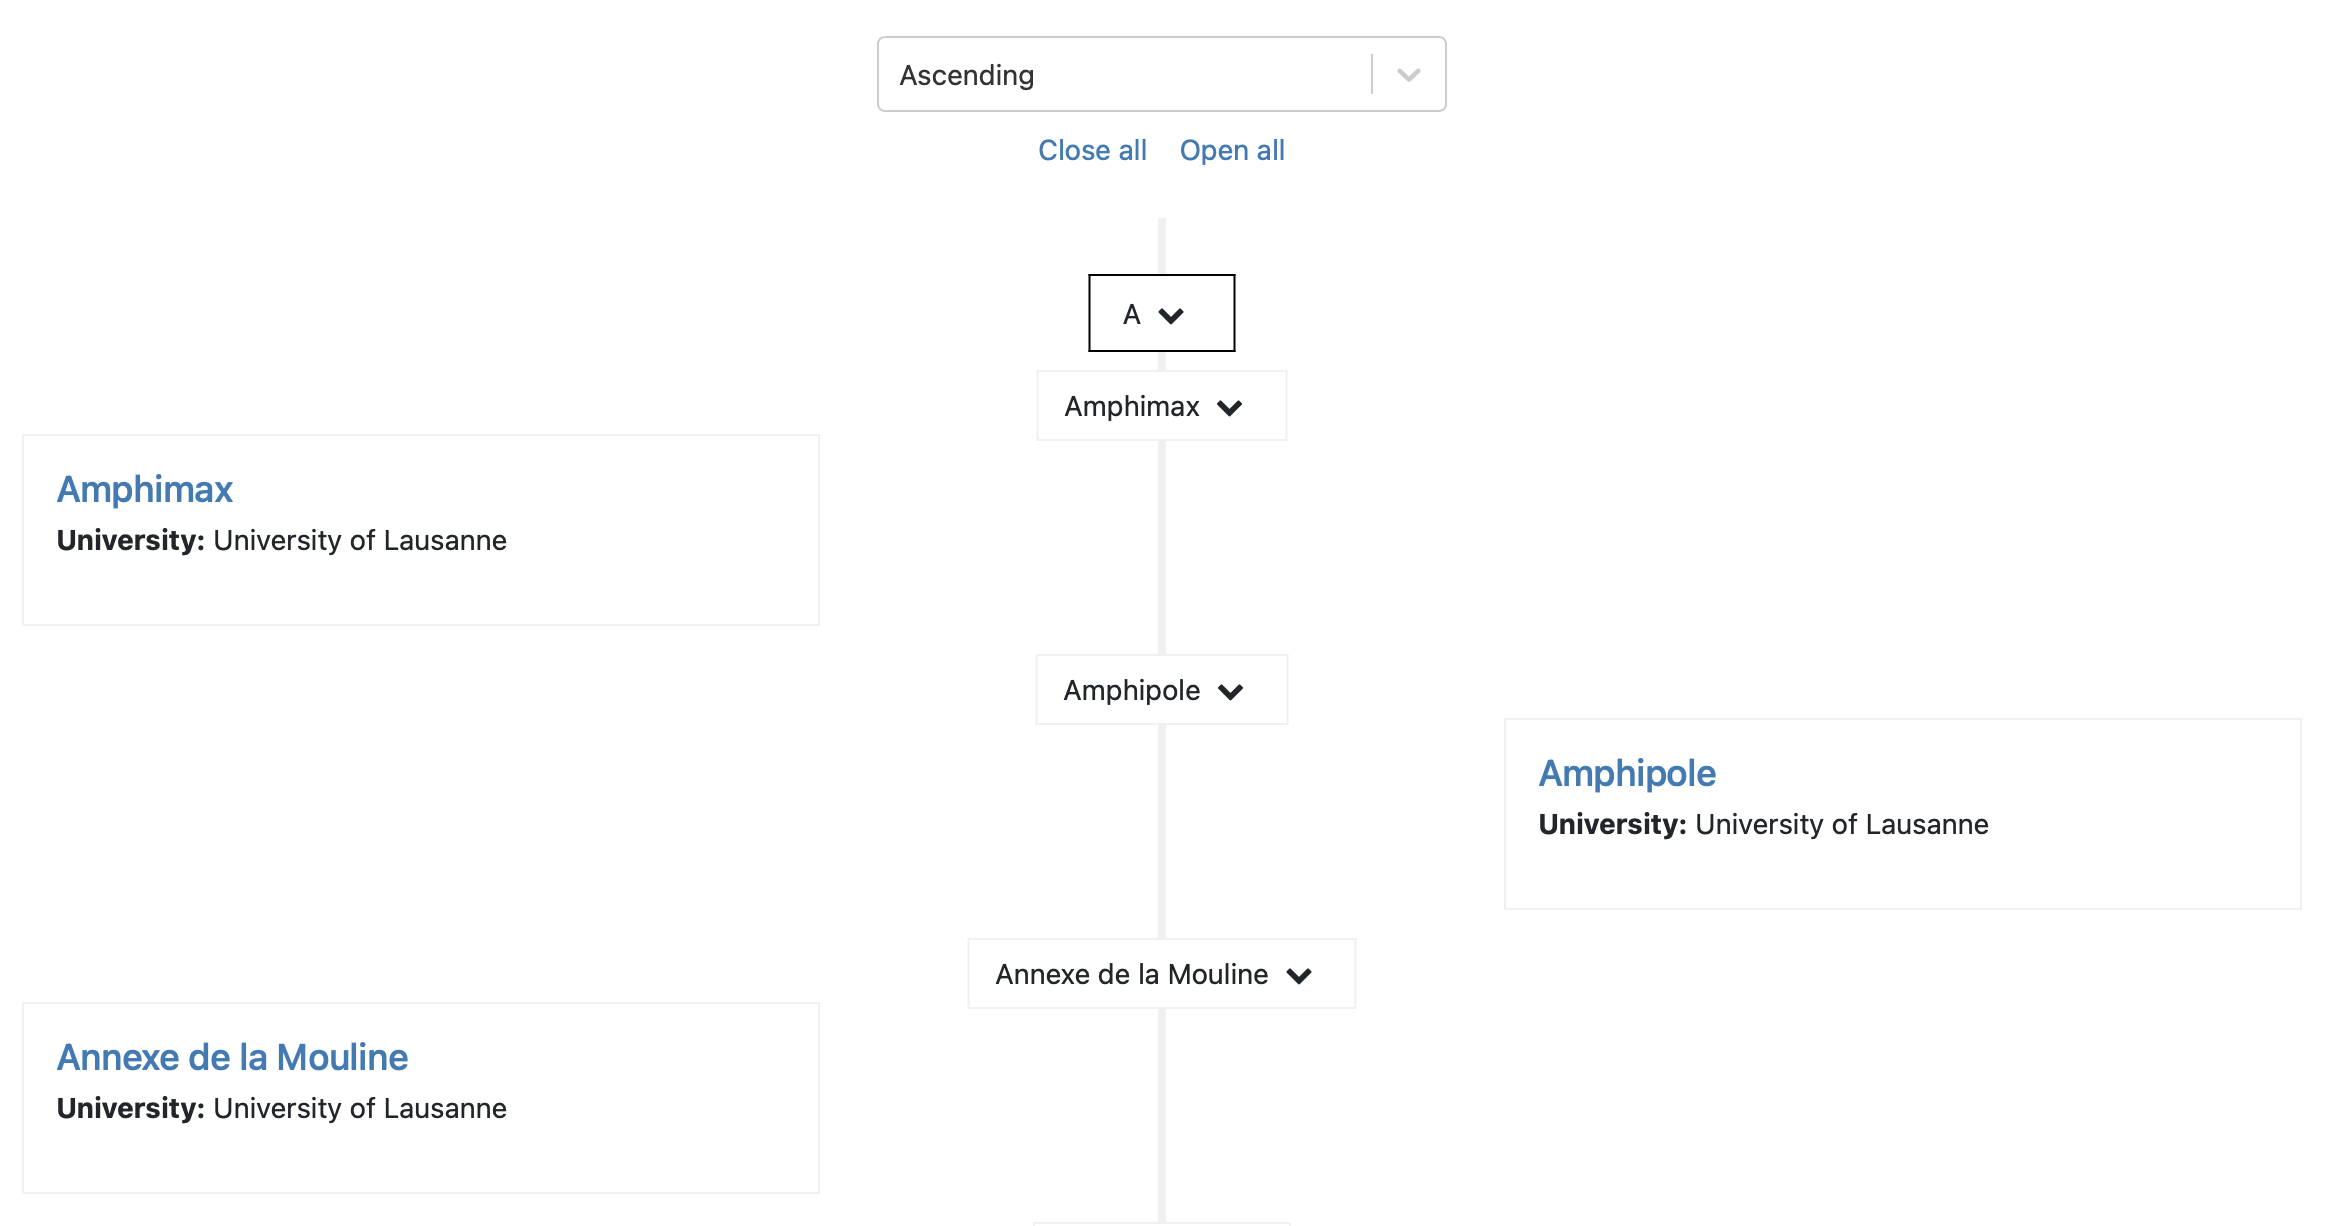 Ascending
Close all Open all
A
Amphimax
Amphimax
University: University of Lausanne
Amphipole
Amphipole
University: University of Lausanne
Annexe de la Mouline
Annexe de la Mouline
University: University of Lausanne